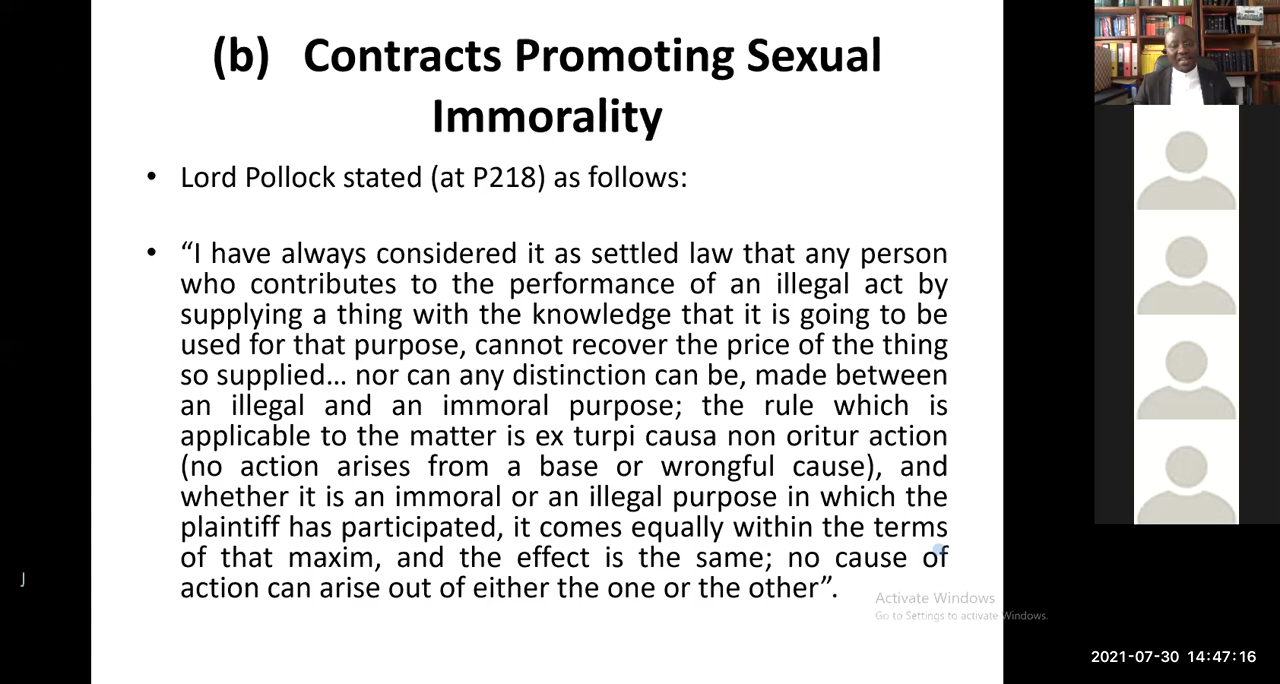 (b) Contracts Promoting Sexual
Immorality
• Lord Pollock stated (at P218) as follows:
• “I have always considered it as settled law that any person
who contributes to the performance of an illegal act by
supplying a thing with the knowledge that it is going to be
used for that purpose, cannot recover the price of the thing
so supplied... nor can any distinction can be, made between
an illegal and an immoral purpose; the rule which is
applicable to the matter is ex turpi causa non oritur action
(no action arises from a base or wrongful cause), and
whether it is an immoral or an illegal purpose in which the
plaintiff has participated, it comes equally within the terms
of that maxim, and the effect is the same; no cause of
action can arise out of either the one or the other”.
J
Activate Windows
Go to Settings to activate Windows.
2021-07-30 14:47:16